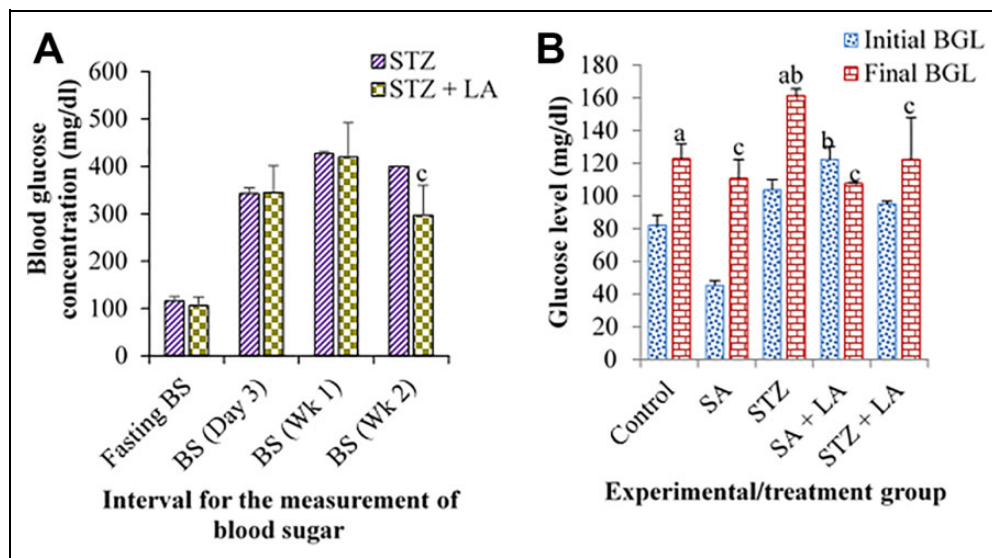 A
STZ
STZ + LA
600
500
400
300
200
100
0
Blood glucose
concentration (mg/dl)
c
Fasting BS
BS (Day 3)
BS (Wk 1)
BS (Wk 2)
Interval for the measurement of
blood sugar
B
Initial BGL
Final BGL
180
160
140
120
100
80
60
40
20
0
Glucose level (mg/dl)
a
c
ab
b
c
c
Control
SA
STZ
SA + LA
STZ + LA
Experimental/treatment group